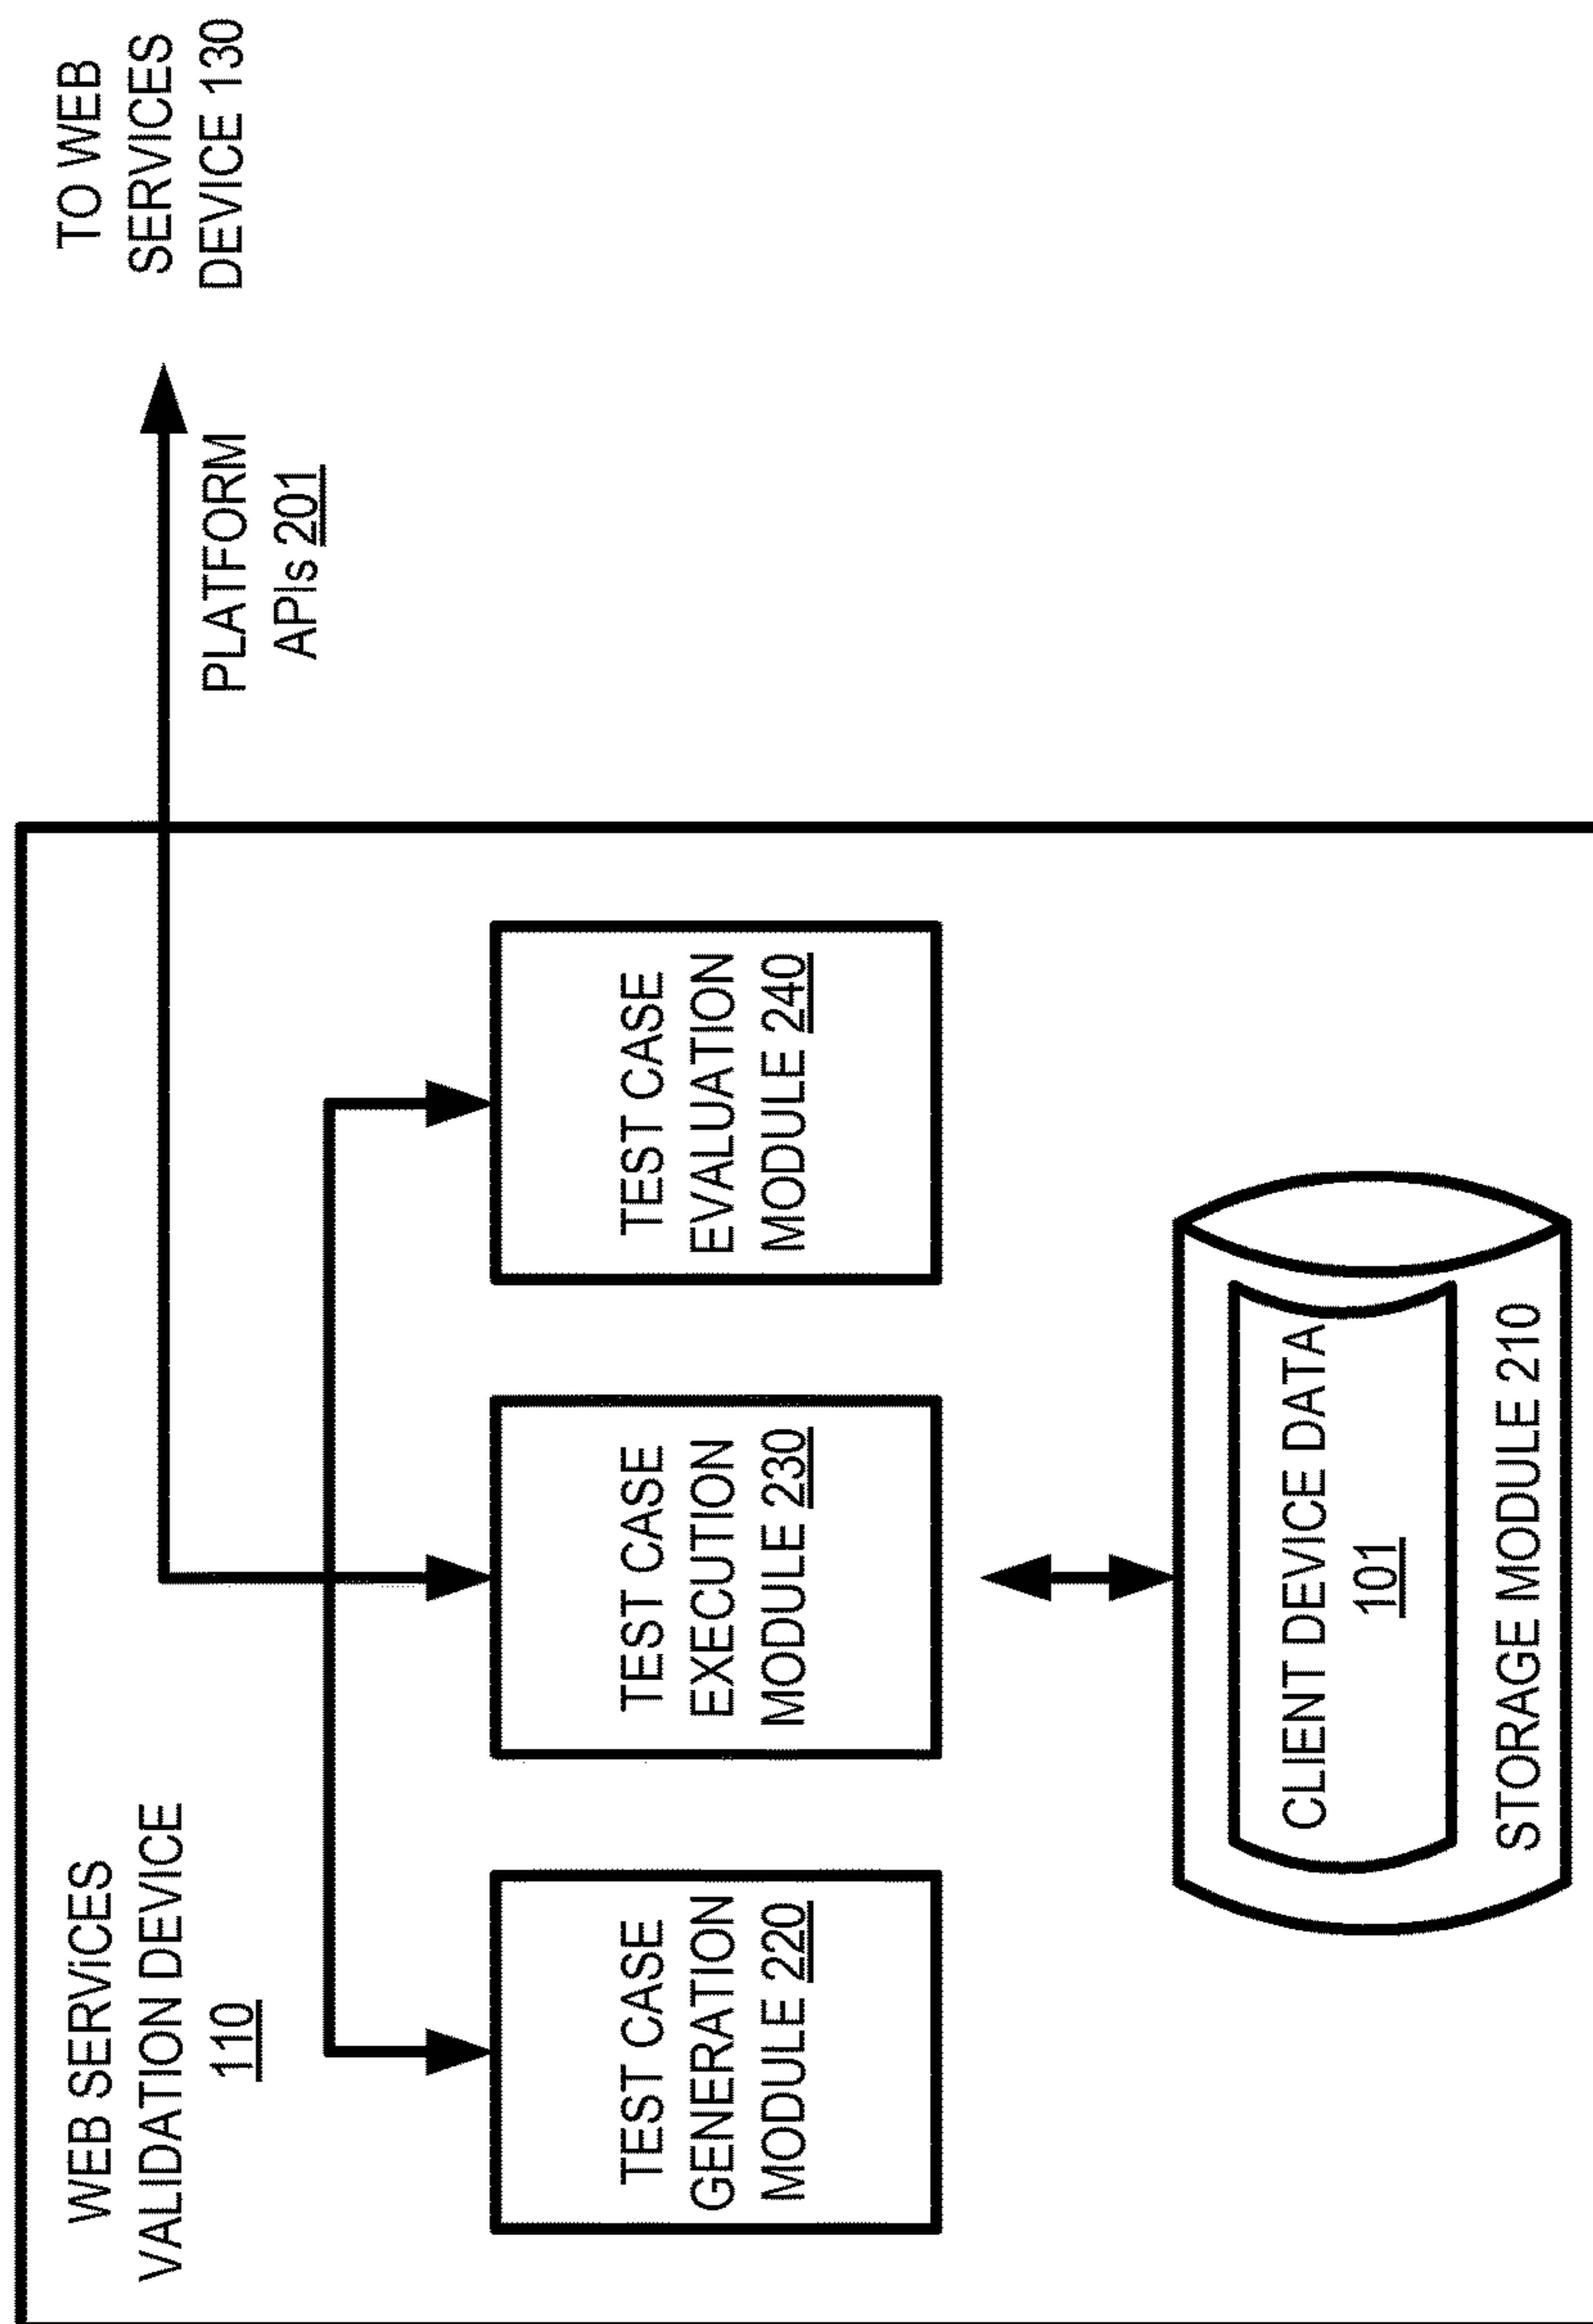 WEB SERViCES
VALIDATION DEVICE
110
TO WEB
SERVICES
DEVICE 130
PLATFORM
APIs 201
TEST CASE
GENERATION
MODULE 220
TEST CASE
EXECUTION
MODULE 230
TEST CASE
EVALUATION
MODULE 240
CLIENT DEVICE DATA
101
STORAGE MODULE 210